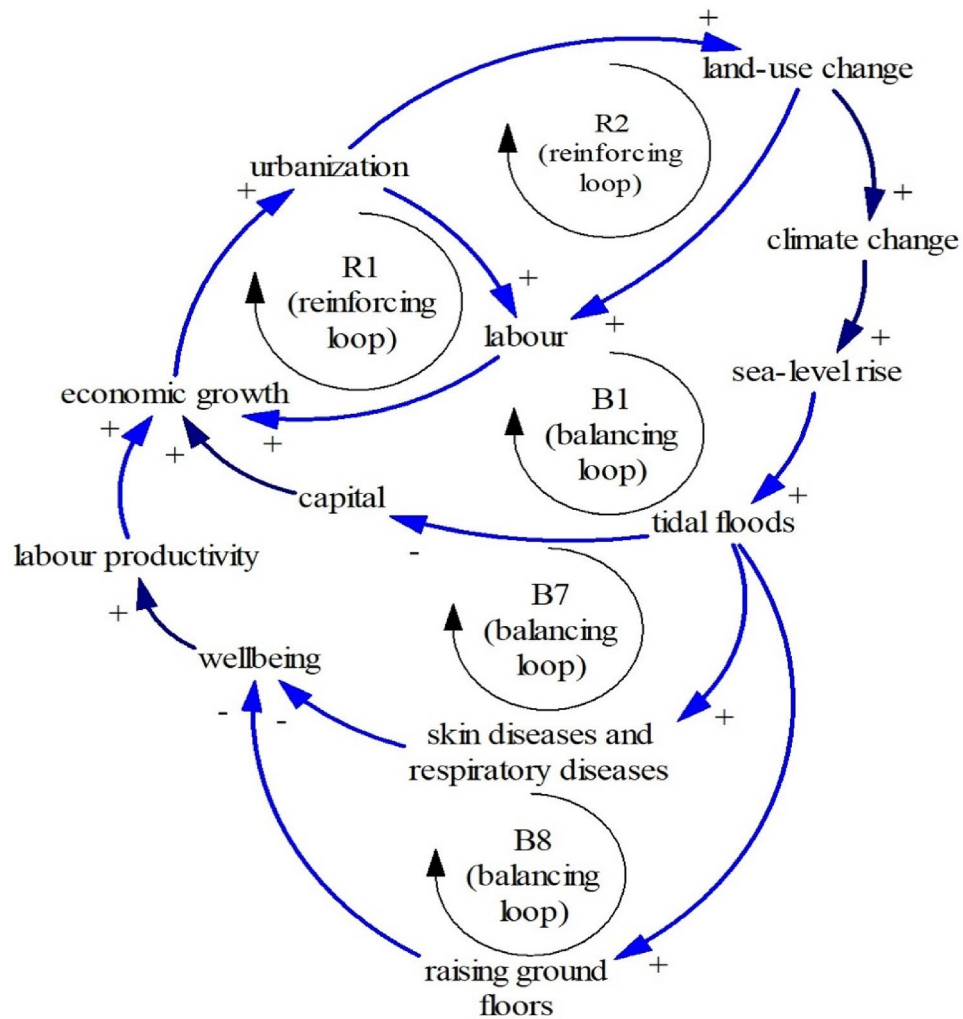 +
land-use change
R2
(reinforcing
loop)
urbanization
+
+
climate change
R1
(reinforcing
loop)
+
labour
+
+
sea-level rise
economic growth
+
+
+
B1
(balancing
loop)
capital
+
tidal floods
-
labour productivity
+
B7
(balancing
loop)
wellbeing
-
-
+
skin diseases and
respiratory diseases
B8
(balancing
loop)
raising ground
floors
+